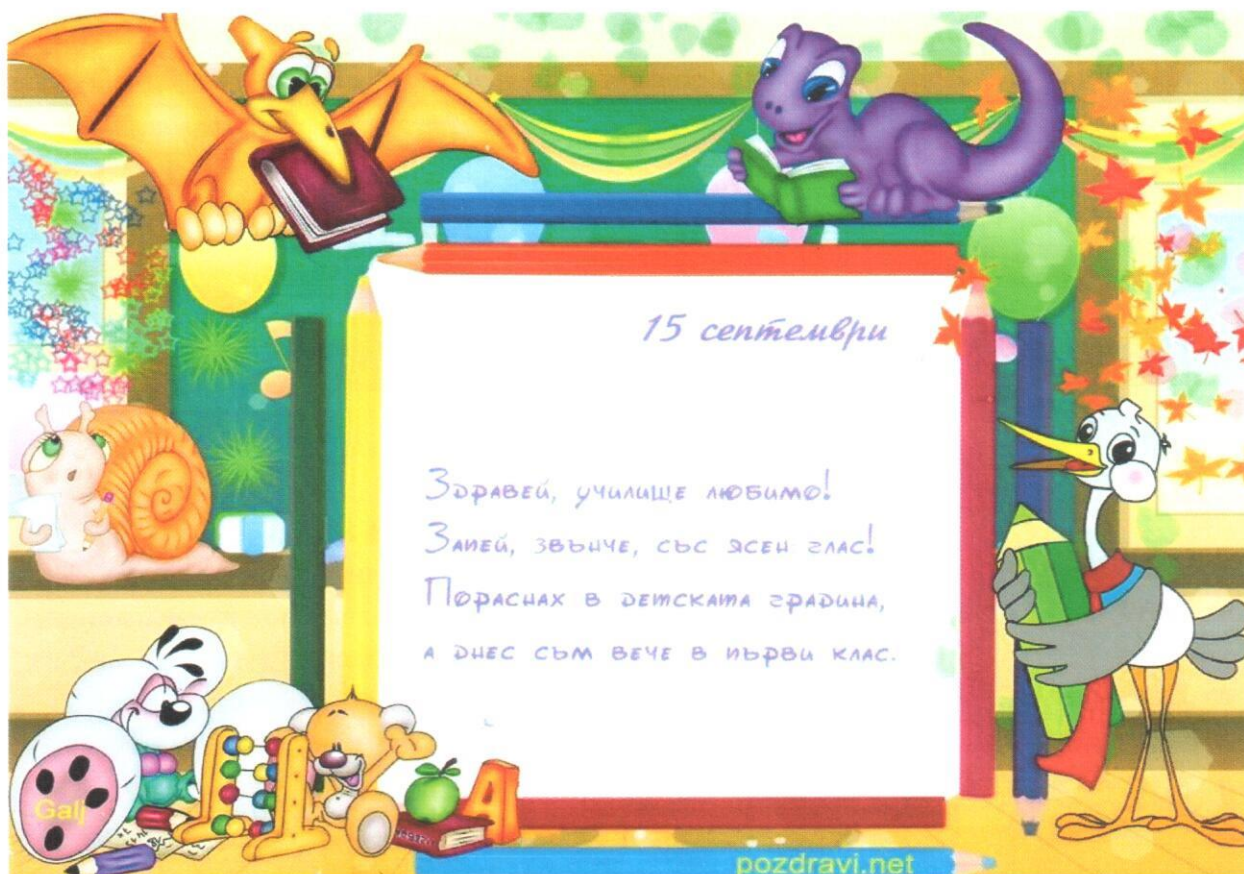 15 септември
Здравей, училище любимо!
Запей, звънче, със ясен глас!
Пораснах в детската градина,
а днес съм вече в първи клас.
Galj
pozdravi.net